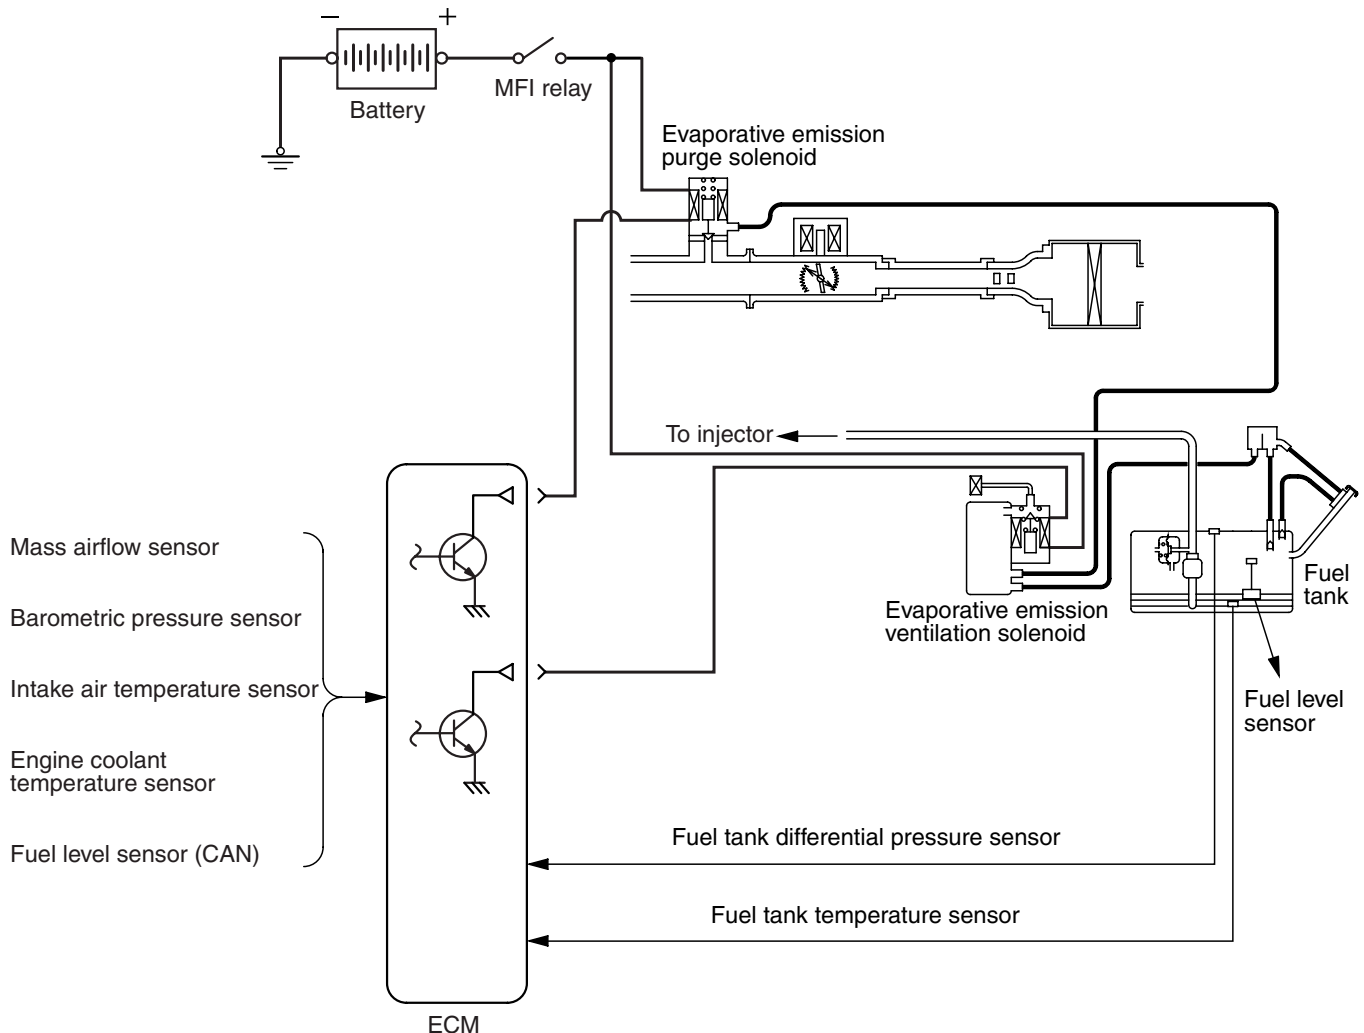 − +
Battery
MFI relay
Evaporative emission
purge solenoid
To injector
Mass airflow sensor
Barometric pressure sensor
Intake air temperature sensor
Engine coolant
temperature sensor
Fuel level sensor (CAN)
Evaporative emission
ventilation solenoid
Fuel
tank
Fuel level
sensor
Fuel tank differential pressure sensor
Fuel tank temperature sensor
ECM